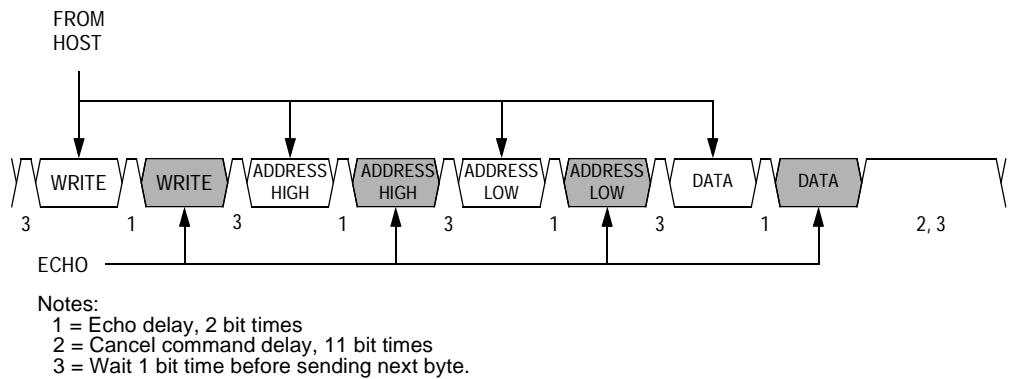 FROM
HOST
WRITE WRITE ADDRESS HIGH ADDRESS HIGH ADDRESS LOW ADDRESS LOW DATA DATA
3 1 3 1 3 1 3 1 2, 3
ECHO
Notes:
1 = Echo delay, 2 bit times
2 = Cancel command delay, 11 bit times
3 = Wait 1 bit time before sending next byte.